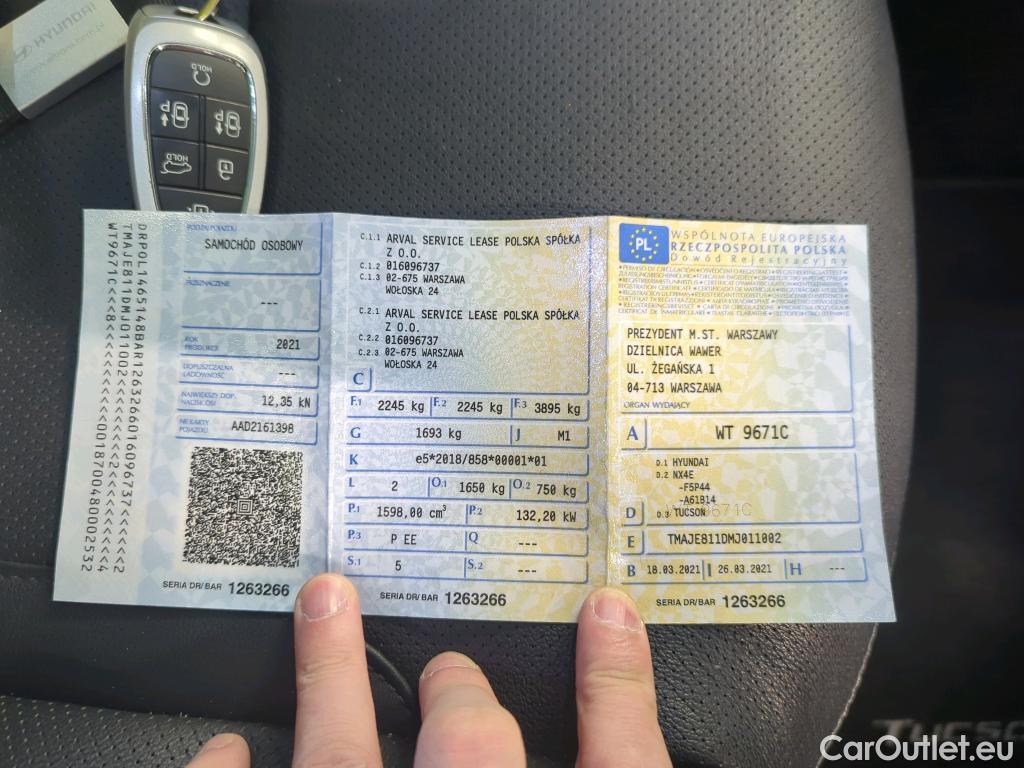 HYUNDAI
HOLD
HOLD
RODZAJ POJAZDU
SAMOCHÓD OSOBOWY
PRZEZNACZENIE
---
ROK PRODUKCJI 2021
DOPUSZCZALNA ŁADOWNOŚĆ ---
NAJWIĘKSZY DOP. NACISK OSI 12,35 kN
NR KARTY POJAZDU AAD2161398
SERIA DR/BAR 1263266
C.1.1 ARVAL SERVICE LEASE POLSKA SPÓŁKA
Z O.O.
C.1.2 016096737
C.1.3 02-675 WARSZAWA
WOŁOSKA 24
C.2.1 ARVAL SERVICE LEASE POLSKA SPÓŁKA
Z O.O.
C.2.2 016096737
C.2.3 02-675 WARSZAWA
WOŁOSKA 24
C
F.1 2245 kg F.2 2245 kg F.3 3895 kg
G 1693 kg J M1
K e5*2018/858*00001*01
L 2 O.1 1650 kg O.2 750 kg
P.1 1598,00 cm³ P.2 132,20 kW
P.3 P EE Q ---
S.1 5 S.2 ---
SERIA DR/BAR 1263266
PL
WSPÓLNOTA EUROPEJSKA
RZECZPOSPOLITA POLSKA
Dowód Rejestracyjny
PREZYDENT M.ST. WARSZAWY
DZIELNICA WAWER
UL. ŻEGAŃSKA 1
04-713 WARSZAWA
ORGAN WYDAJĄCY
A WT 9671C
D.1 HYUNDAI
D.2 NX4E
-F5P44
-A61B14
D D.3 TUCSON
E TMAJE811DMJ011002
B 18.03.2021 I 26.03.2021 H ---
SERIA DR/BAR 1263266
CarOutlet.eu